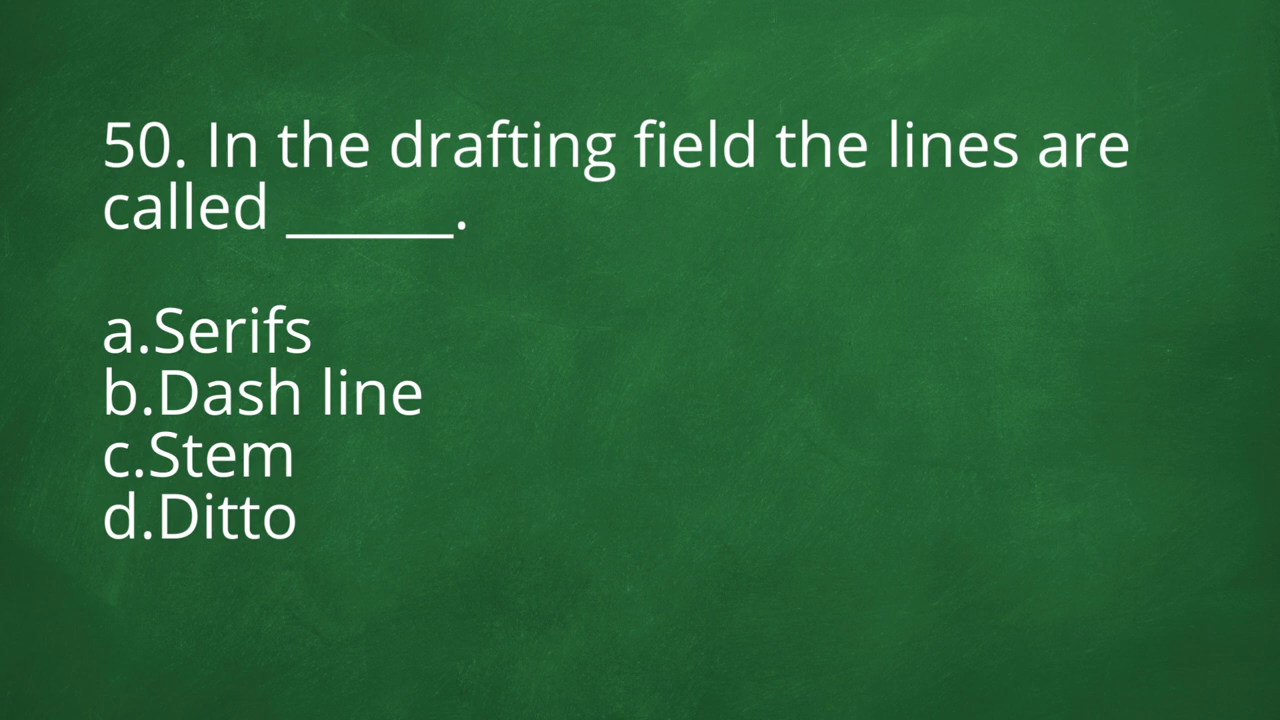 50. In the drafting field the lines are
called ______.
a.Serifs
b.Dash line
c.Stem
d.Ditto